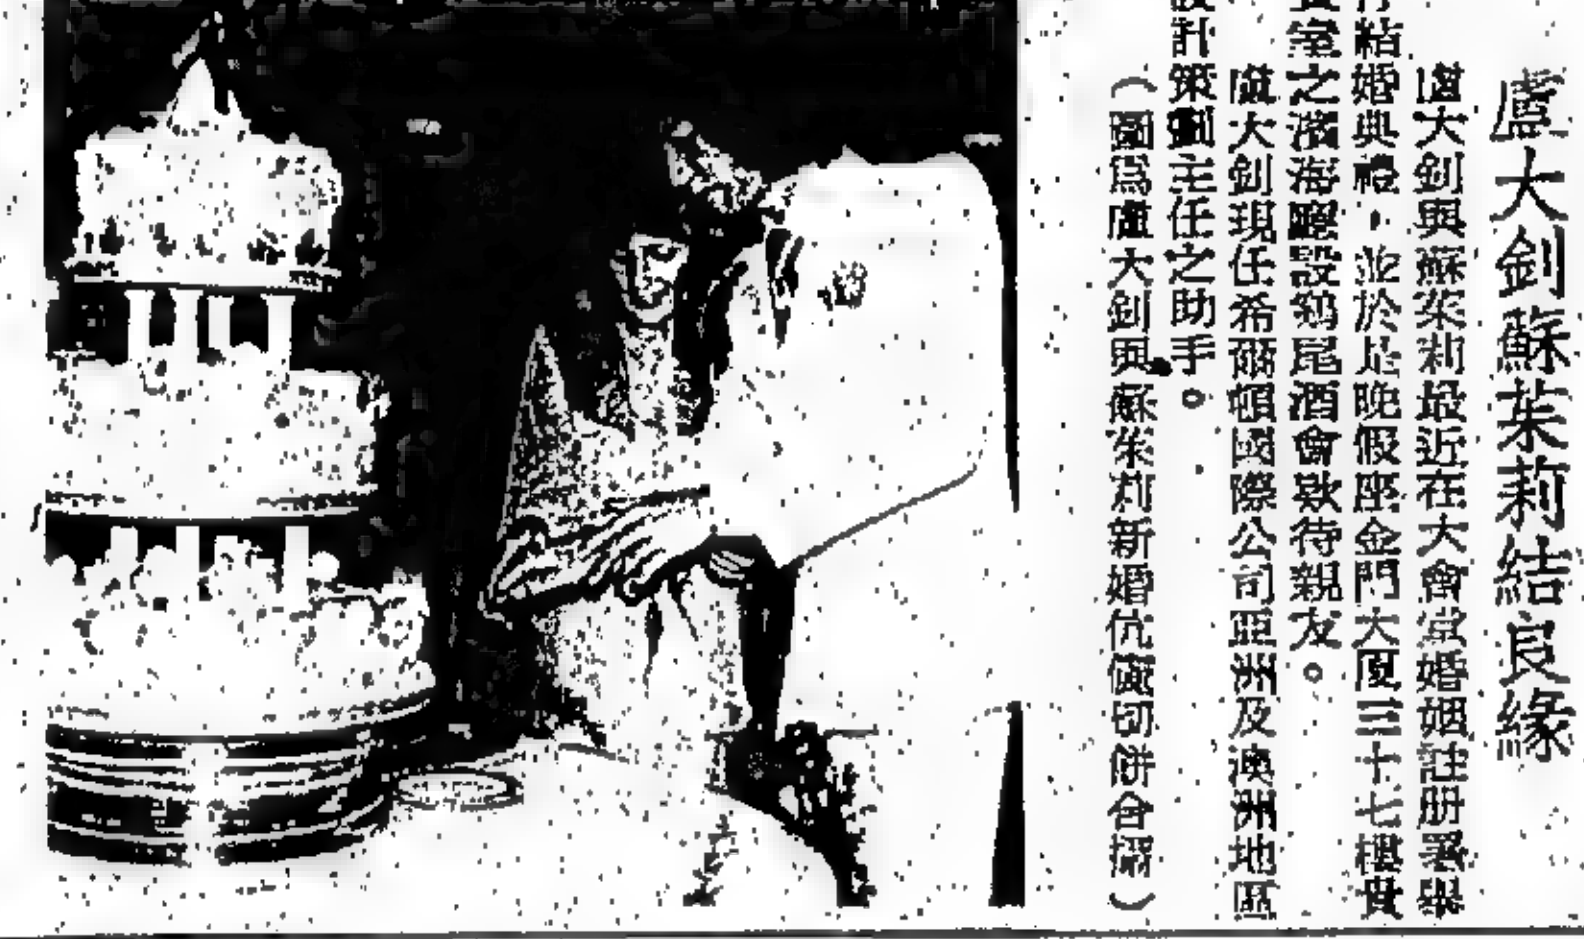 盧大釗蘇茱莉結良緣
盧大釗與蘇茱莉最近在大會堂婚姻註册署舉
行結婚典禮，並於是晚假座金門大厦三十七樓貴
賓室之濱海廳設鷄尾酒會欵待親友。
盧大釗現任希爾頓國際公司亞洲及澳洲地區
設計策劃主任之助手。
（圖爲盧大釗與蘇茱莉新婚伉儷切餅合攝）